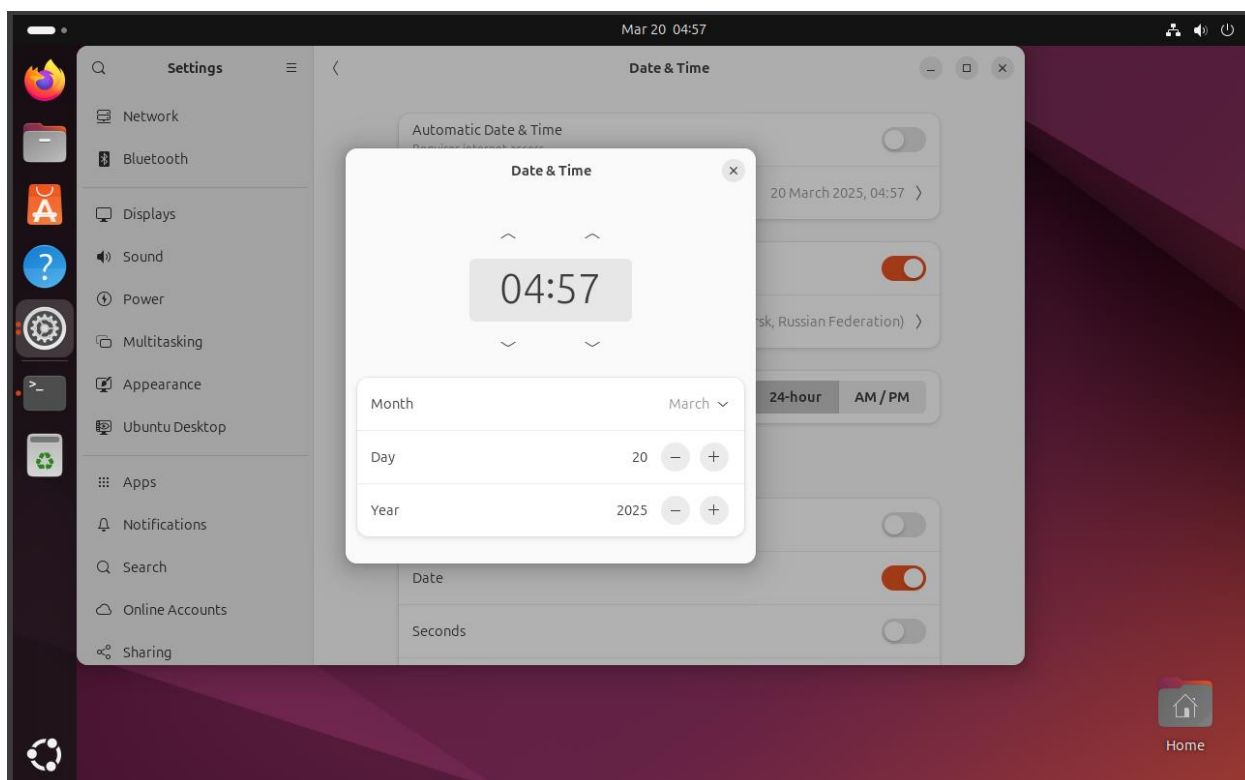 Mar 20 04:57
Settings
Date & Time
Network
Bluetooth
Displays
Sound
Power
Multitasking
Appearance
Ubuntu Desktop
Apps
Notifications
Search
Online Accounts
Sharing
Automatic Date & Time
20 March 2025, 04:57
rsk, Russian Federation)
24-hour AM / PM
Date
Seconds
Date & Time
04:57
Month March
Day 20
Year 2025
Home